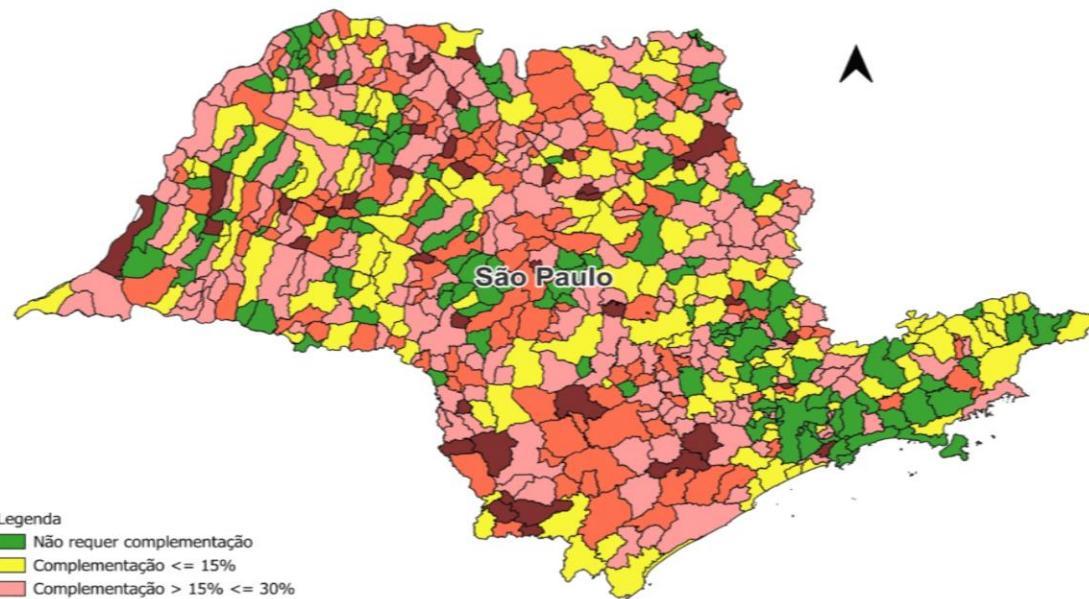 São Paulo
Legenda
Não requer complementação
Complementação <= 15%
Complementação > 15% <= 30%